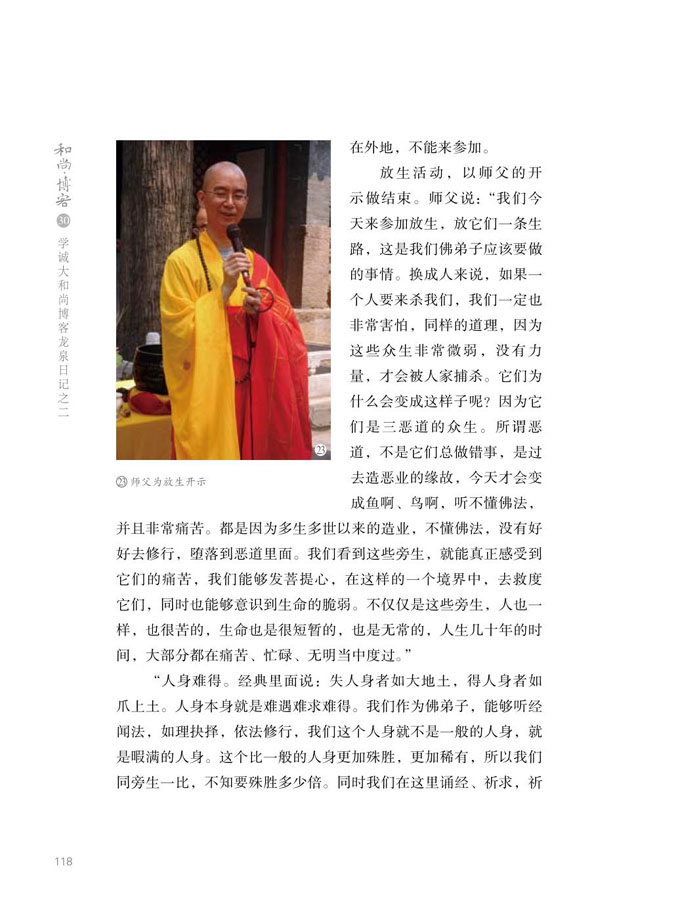 和尚·博客
30
学诚大和尚博客龙泉日记之二
在外地，不能来参加。
放生活动，以师父的开
示做结束。师父说：“我们今
天来参加放生，放它们一条生
路，这是我们佛弟子应该要做
的事情。换成人来说，如果一
个人要来杀我们，我们一定也
非常害怕，同样的道理，因为
这些众生非常微弱，没有力
量，才会被人家捕杀。它们为
什么会变成这样子呢？因为它
们是三恶道的众生。所谓恶
道，不是它们总做错事，是过
去造恶业的缘故，今天才会变
成鱼啊、鸟啊，听不懂佛法，
23
㉓师父为放生开示
并且非常痛苦。都是因为多生多世以来的造业，不懂佛法，没有好
好去修行，堕落到恶道里面。我们看到这些旁生，就能真正感受到
它们的痛苦，我们能够发菩提心，在这样的一个境界中，去救度
它们，同时也能够意识到生命的脆弱。不仅仅是这些旁生，人也一
样，也很苦的，生命也是很短暂的，也是无常的，人生几十年的时
间，大部分都在痛苦、忙碌、无明当中度过。”
“人身难得。经典里面说：失人身者如大地土，得人身者如
爪上土。人身本身就是难遇难求难得。我们作为佛弟子，能够听经
闻法，如理抉择，依法修行，我们这个人身就不是一般的人身，就
是暇满的人身。这个比一般的人身更加殊胜，更加稀有，所以我们
同旁生一比，不知要殊胜多少倍。同时我们在这里诵经、祈求，祈
118